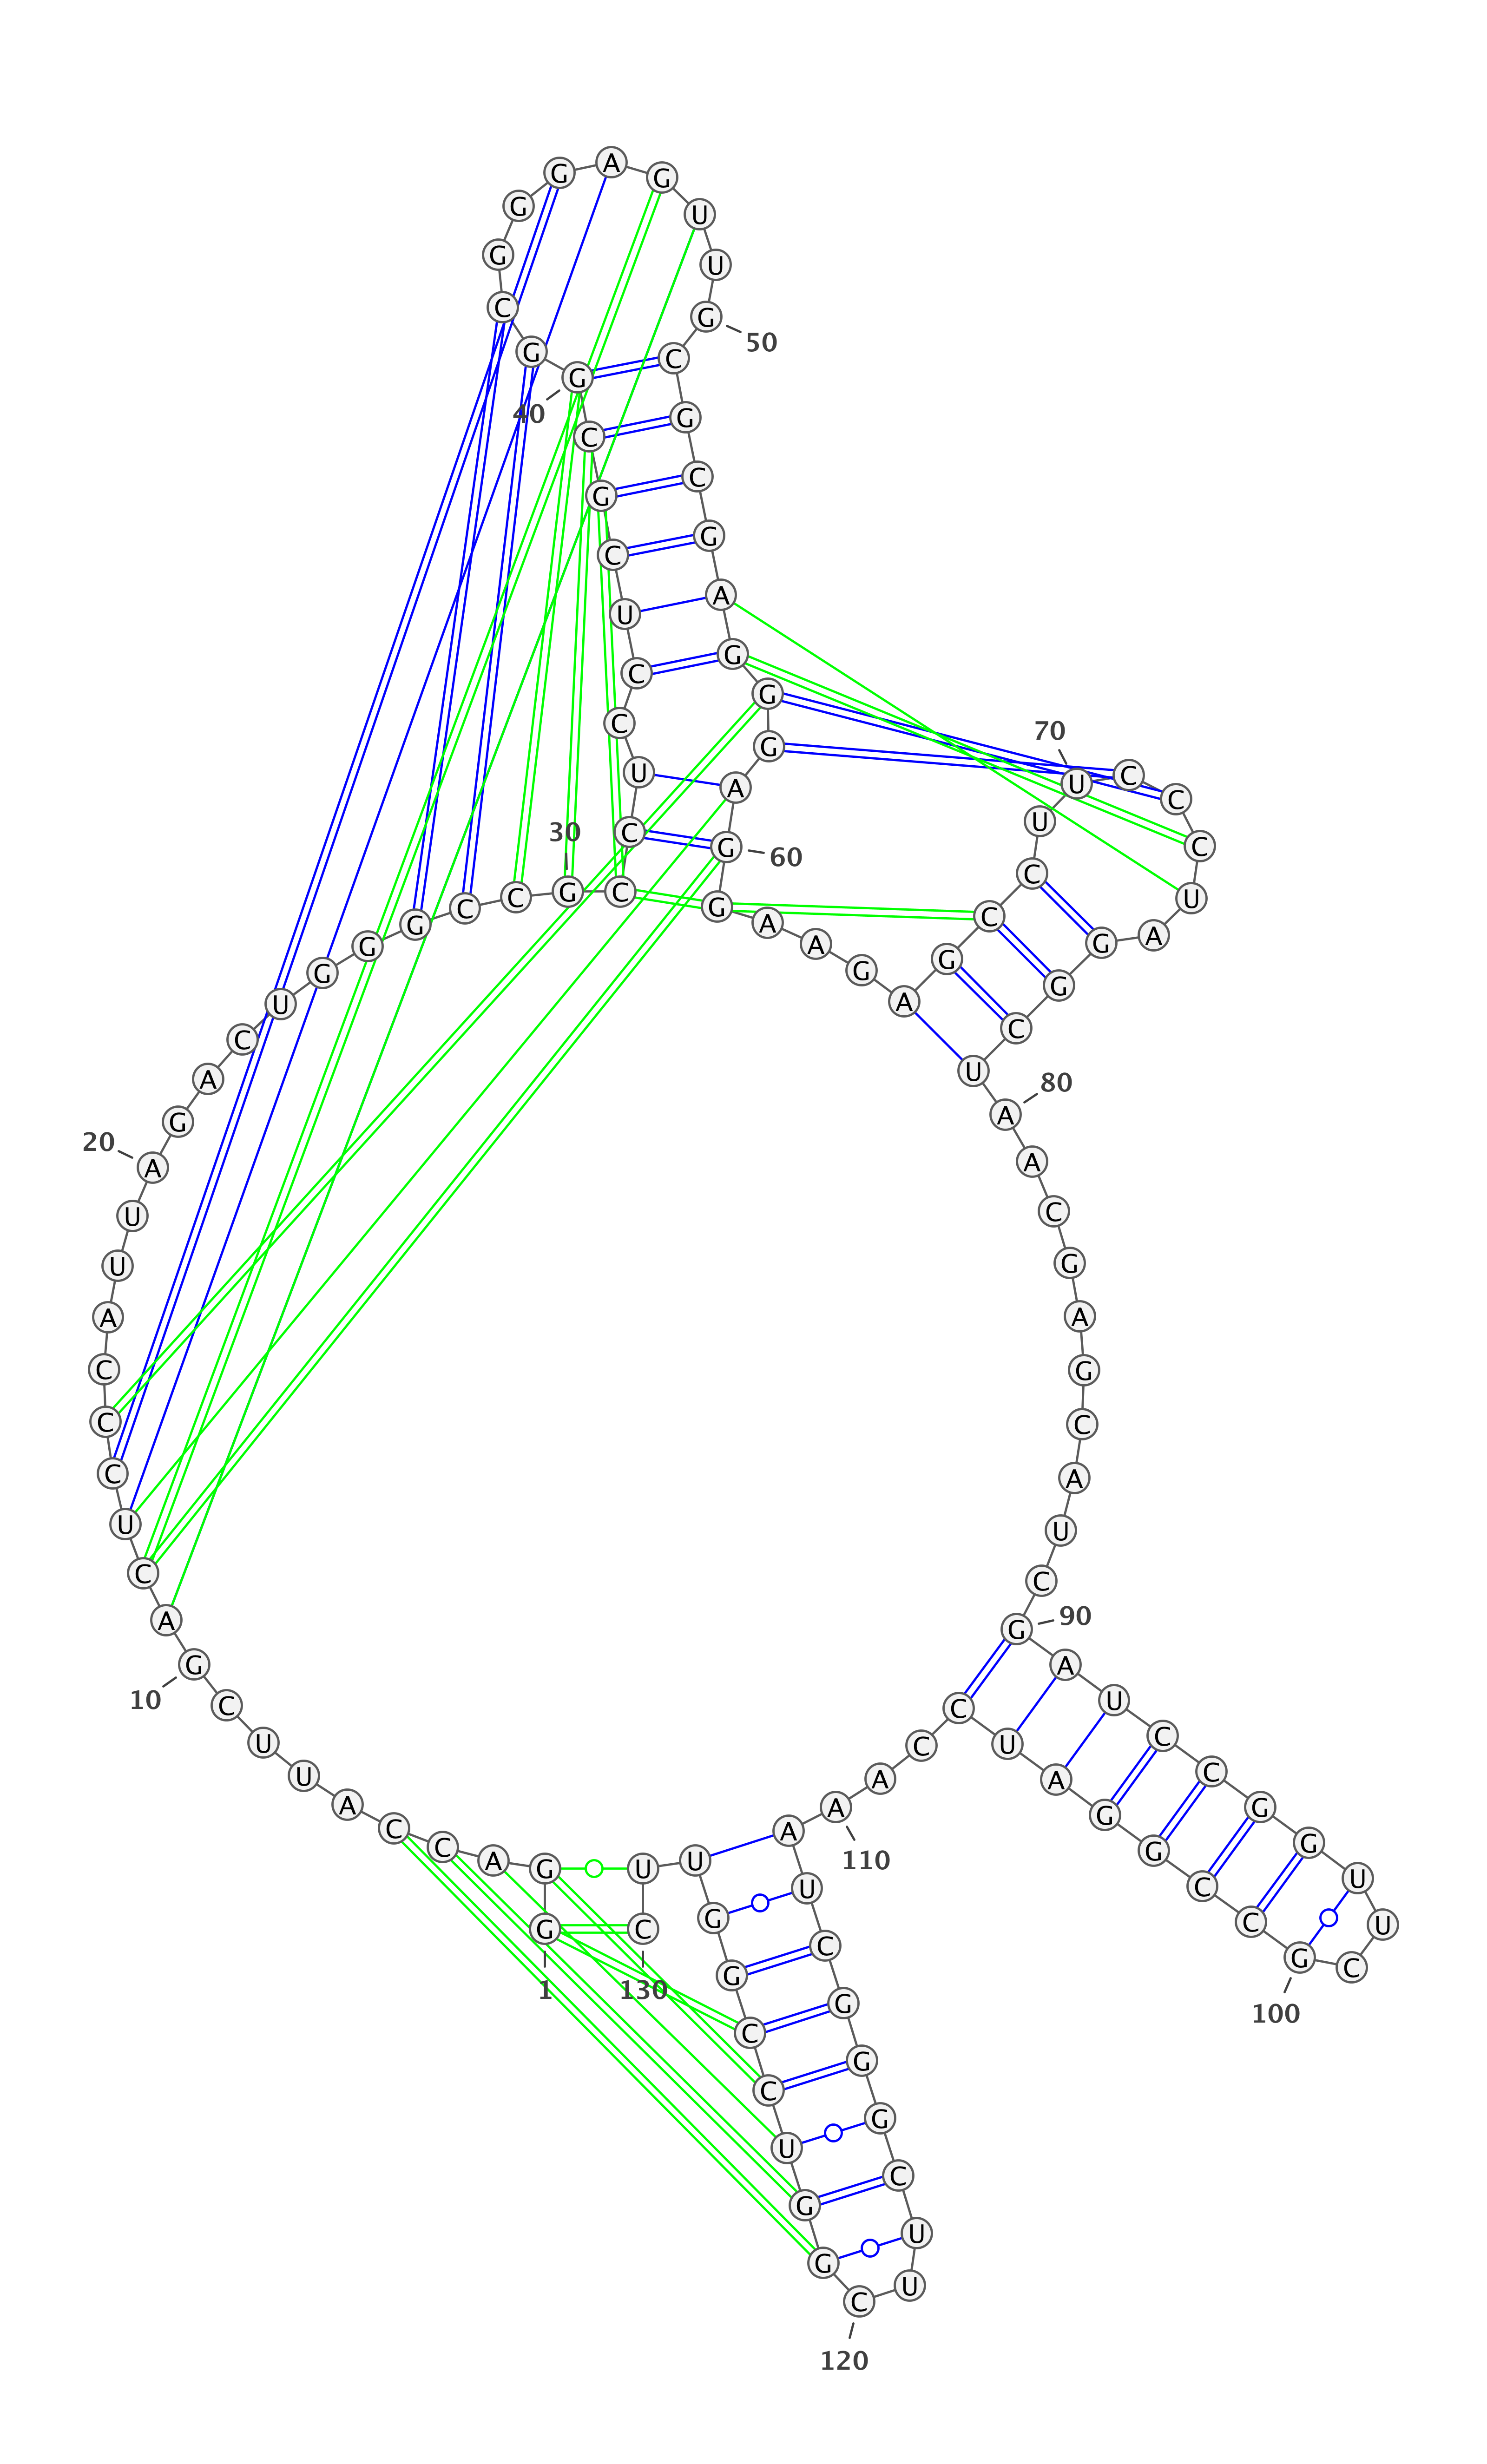 1
G G A C C A U U C G
10
A C U C C C A U U A
20
G A C U G G G C C G
30
C C U C C U C G C G
40
G C G G G A G U U G
50
C G C G A G G G A G
60
G A A G A G C C U U
70
C C C U A G G C U A
80
A C G A G C A U C G
90
A U C C G G U U C G
100
C C G G A U C C A A
110
A U C G G G C U U C
120
G G U C C G G U U C
130